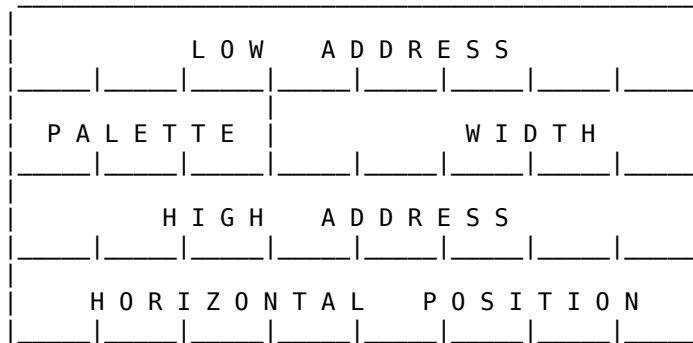 LOW ADDRESS
PALETTE WIDTH
HIGH ADDRESS
HORIZONTAL POSITION